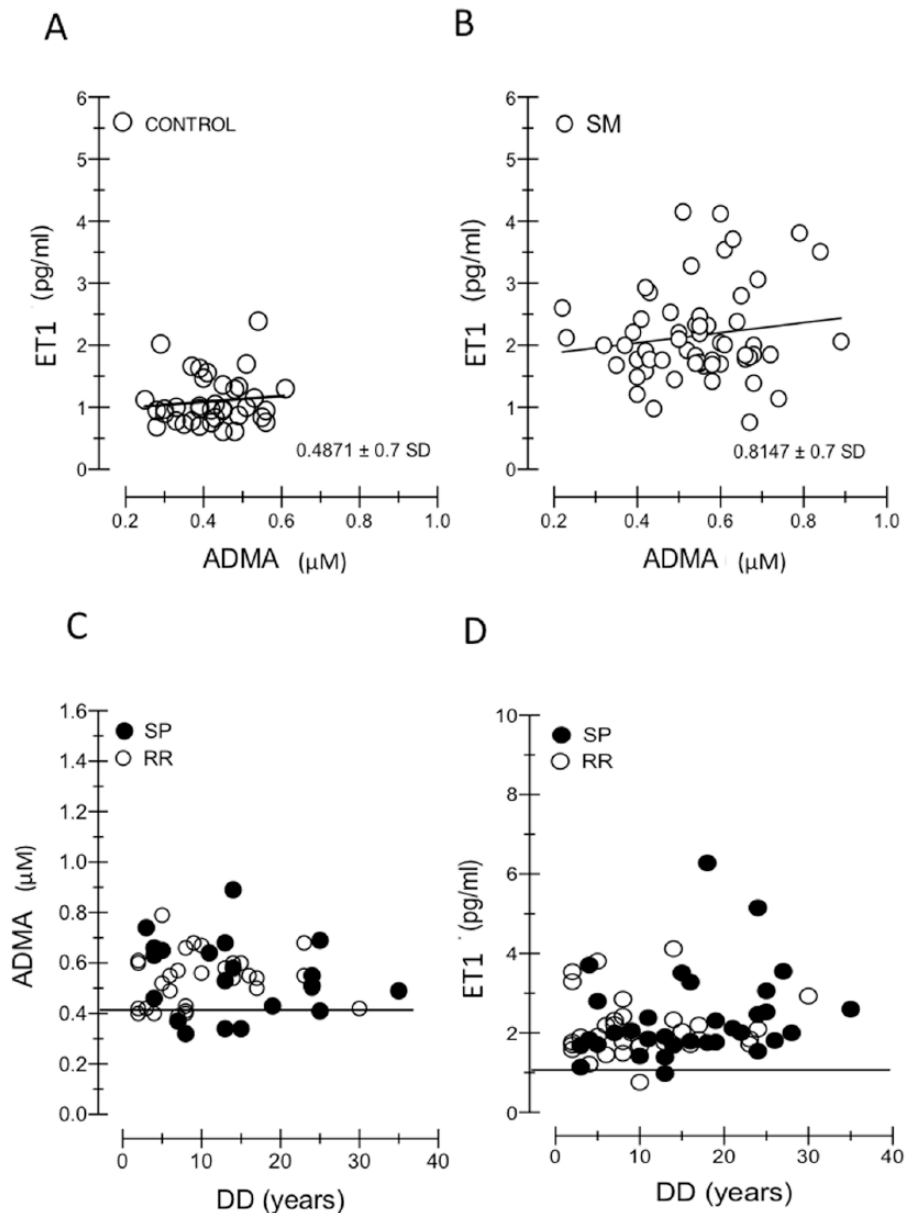 A
6
5
4
3
2
1
0
ET1 (pg/ml)
CONTROL
0.4871 ± 0.7 SD
0.2 0.4 0.6 0.8 1.0
ADMA (μM)
B
6
5
4
3
2
1
0
ET1 (pg/ml)
SM
0.8147 ± 0.7 SD
0.2 0.4 0.6 0.8 1.0
ADMA (μM)
C
1.6
1.4
1.2
1.0
0.8
0.6
0.4
0.2
0.0
ADMA (μM)
SP
RR
0 10 20 30 40
DD (years)
D
10
8
6
4
2
0
ET1 (pg/ml)
SP
RR
0 10 20 30 40
DD (years)